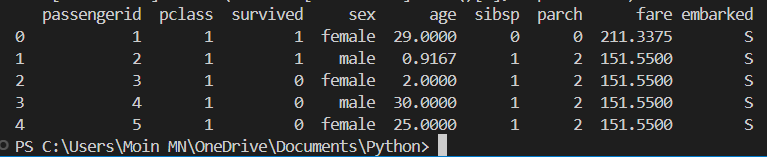 passengerid pclass survived sex age sibsp parch fare embarked
0 1 1 1 female 29.0000 0 0 211.3375 S
1 2 1 1 male 0.9167 1 2 151.5500 S
2 3 1 0 female 2.0000 1 2 151.5500 S
3 4 1 0 male 30.0000 1 2 151.5500 S
4 5 1 0 female 25.0000 1 2 151.5500 S
PS C:\Users\Moin MN\OneDrive\Documents\Python>